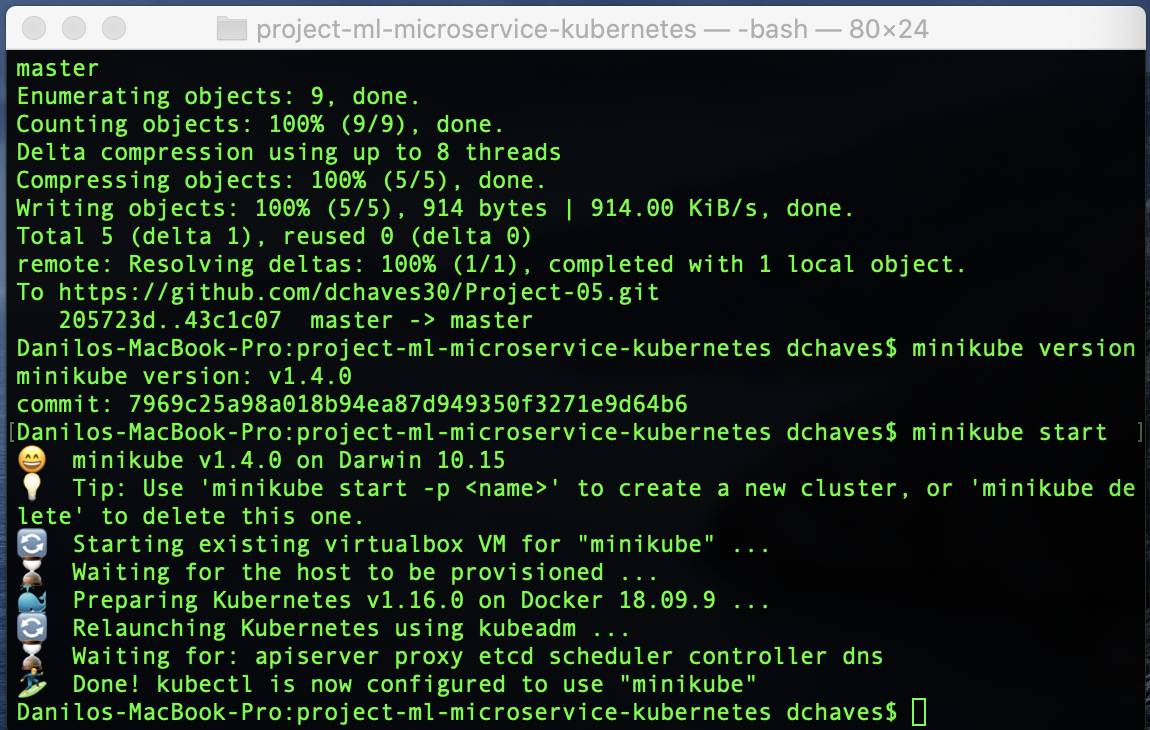 project-ml-microservice-kubernetes — -bash — 80×24
master
Enumerating objects: 9, done.
Counting objects: 100% (9/9), done.
Delta compression using up to 8 threads
Compressing objects: 100% (5/5), done.
Writing objects: 100% (5/5), 914 bytes | 914.00 KiB/s, done.
Total 5 (delta 1), reused 0 (delta 0)
remote: Resolving deltas: 100% (1/1), completed with 1 local object.
To https://github.com/dchaves30/Project-05.git
   205723d..43c1c07  master -> master
Danilos-MacBook-Pro:project-ml-microservice-kubernetes dchaves$ minikube version
minikube version: v1.4.0
commit: 7969c25a98a018b94ea87d949350f3271e9d64b6
[Danilos-MacBook-Pro:project-ml-microservice-kubernetes dchaves$ minikube start  ]
😄  minikube v1.4.0 on Darwin 10.15
💡  Tip: Use 'minikube start -p <name>' to create a new cluster, or 'minikube de
lete' to delete this one.
🔄  Starting existing virtualbox VM for "minikube" ...
⌛  Waiting for the host to be provisioned ...
🐳  Preparing Kubernetes v1.16.0 on Docker 18.09.9 ...
🔄  Relaunching Kubernetes using kubeadm ...
⌛  Waiting for: apiserver proxy etcd scheduler controller dns
🏄  Done! kubectl is now configured to use "minikube"
Danilos-MacBook-Pro:project-ml-microservice-kubernetes dchaves$